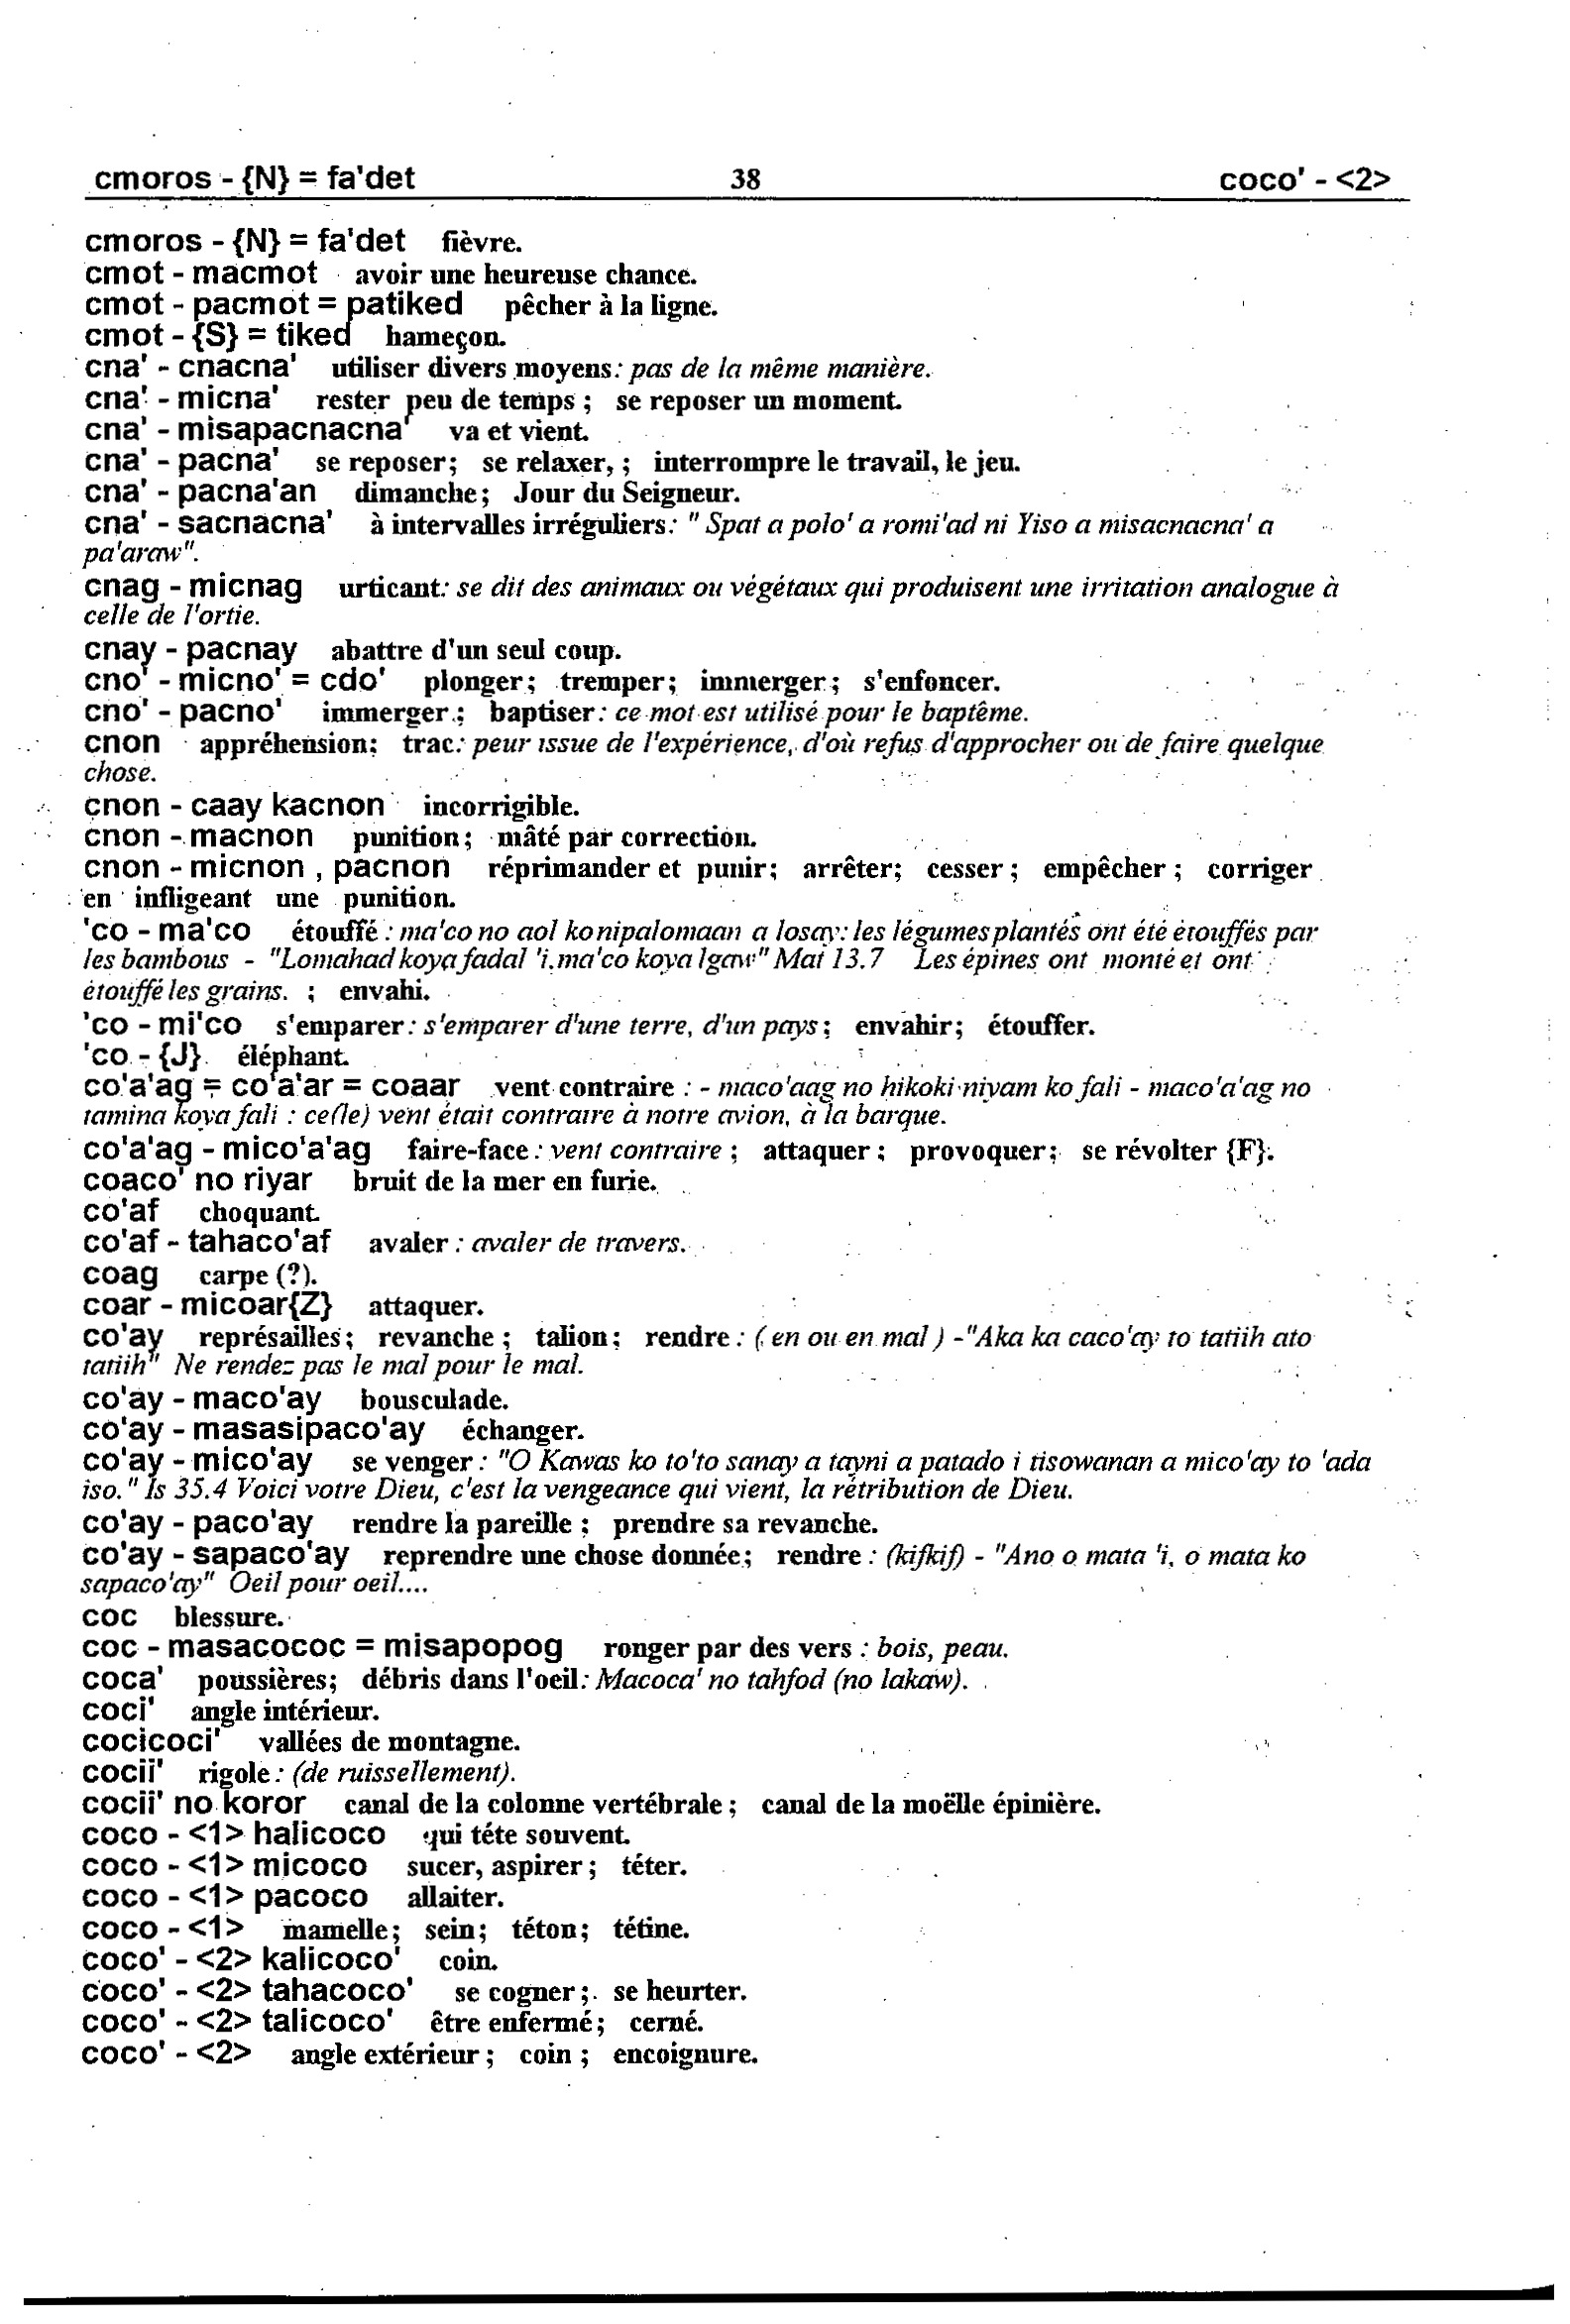 cmoros - {N} = fa'det 38 coco' - <2>
cmoros - {N} = fa'det fièvre.
cmot - macmot avoir une heureuse chance.
cmot - pacmot = patiked pêcher à la ligne.
cmot - {S} = tiked hameçon.
cna' - cnacna' utiliser divers moyens: pas de la même manière.
cna' - micna' rester peu de temps ; se reposer un moment.
cna' - misapacnacna' va et vient.
cna' - pacna' se reposer; se relaxer, ; interrompre le travail, le jeu.
cna' - pacna'an dimanche; Jour du Seigneur.
cna' - sacnacna' à intervalles irréguliers: " Spat a polo' a romi'ad ni Yiso a misacnacna' a
pa'araw".
cnag - micnag urticant: se dit des animaux ou végétaux qui produisent une irritation analogue à
celle de l'ortie.
cnay - pacnay abattre d'un seul coup.
cno' - micno' = cdo' plonger; tremper; immerger; s'enfoncer.
cno' - pacno' immerger ; baptiser: ce mot est utilisé pour le baptême.
cnon appréhension; trac: peur issue de l'expérience, d'où refus d'approcher ou de faire quelque
chose.
cnon - caay kacnon incorrigible.
cnon - macnon punition; mâté par correction.
cnon - micnon , pacnon réprimander et punir; arrêter; cesser ; empêcher ; corriger
en infligeant une punition.
'co - ma'co étouffé : ma'co no aol ko nipalomaan a losay: les légumes plantés ont été étouffés par
les bambous - "Lomahad koya fadal 'i, ma'co koya lgaw" Mat 13.7 Les épines ont monté et ont
étouffé les grains. ; envahi.
'co - mi'co s'emparer: s'emparer d'une terre, d'un pays; envahir; étouffer.
'co - {J} éléphant.
co'a'ag = co'a'ar = coaar vent contraire : - maco'aag no hikoki niyam ko fali - maco'a'ag no
tamina koya fali : ce(le) vent était contraire à notre avion, à la barque.
co'a'ag - mico'a'ag faire-face: vent contraire ; attaquer ; provoquer; se révolter {F}.
coaco' no riyar bruit de la mer en furie.
co'af choquant.
co'af - tahaco'af avaler : avaler de travers.
coag carpe (?).
coar - micoar{Z} attaquer.
co'ay représailles; revanche ; talion; rendre : ( en ou en mal ) -"Aka ka caco'ay to tatiih ato
tatiih" Ne rendez pas le mal pour le mal.
co'ay - maco'ay bousculade.
co'ay - masasipaco'ay échanger.
co'ay - mico'ay se venger : "O Kawas ko to'to sanay a tayni a patado i tisowanan a mico'ay to 'ada
iso." Is 35.4 Voici votre Dieu, c'est la vengeance qui vient, la rétribution de Dieu.
co'ay - paco'ay rendre la pareille ; prendre sa revanche.
co'ay - sapaco'ay reprendre une chose donnée; rendre : (kifkif) - "Ano o mata 'i, o mata ko
sapaco'ay" Oeil pour oeil....
coc blessure.
coc - masacococ = misapopog ronger par des vers : bois, peau.
coca' poussières; débris dans l'oeil: Macoca' no tahfod (no lakaw).
coci' angle intérieur.
cocicoci' vallées de montagne.
cocii' rigole: (de ruissellement).
cocii' no koror canal de la colonne vertébrale ; canal de la moëlle épinière.
coco - <1> halicoco qui téte souvent.
coco - <1> micoco sucer, aspirer ; téter.
coco - <1> pacoco allaiter.
coco - <1> mamelle; sein; téton; tétine.
coco' - <2> kalicoco' coin.
coco' - <2> tahacoco' se cogner ; se heurter.
coco' - <2> talicoco' être enfermé; cerné.
coco' - <2> angle extérieur ; coin ; encoignure.